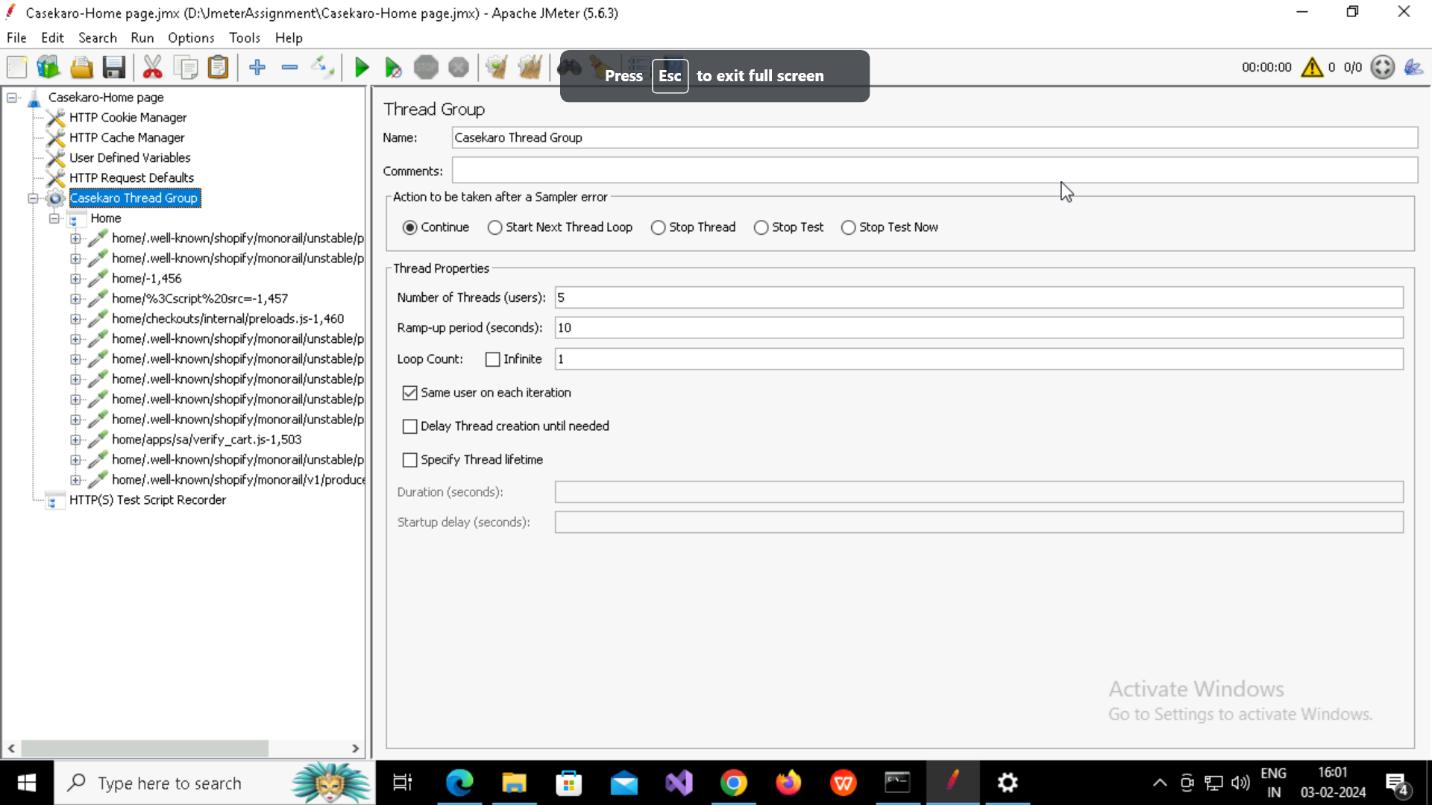 Casekaro-Home page.jmx (D:\JmeterAssignment\Casekaro-Home page.jmx) - Apache JMeter (5.6.3)
File Edit Search Run Options Tools Help
Press Esc to exit full screen
00:00:00 0 0/0
Casekaro-Home page
HTTP Cookie Manager
HTTP Cache Manager
User Defined Variables
HTTP Request Defaults
Casekaro Thread Group
Home
home/.well-known/shopify/monorail/unstable/p
home/.well-known/shopify/monorail/unstable/p
home/-1,456
home/%3Cscript%20src=-1,457
home/checkouts/internal/preloads.js-1,460
home/.well-known/shopify/monorail/unstable/p
home/.well-known/shopify/monorail/unstable/p
home/.well-known/shopify/monorail/unstable/p
home/.well-known/shopify/monorail/unstable/p
home/.well-known/shopify/monorail/unstable/p
home/apps/sa/verify_cart.js-1,503
home/.well-known/shopify/monorail/unstable/p
home/.well-known/shopify/monorail/v1/produce
HTTP(S) Test Script Recorder
Thread Group
Name: Casekaro Thread Group
Comments:
Action to be taken after a Sampler error
Continue Start Next Thread Loop Stop Thread Stop Test Stop Test Now
Thread Properties
Number of Threads (users): 5
Ramp-up period (seconds): 10
Loop Count: Infinite 1
Same user on each iteration
Delay Thread creation until needed
Specify Thread lifetime
Duration (seconds):
Startup delay (seconds):
Activate Windows
Go to Settings to activate Windows.
Type here to search
ENG
IN
16:01
03-02-2024
4